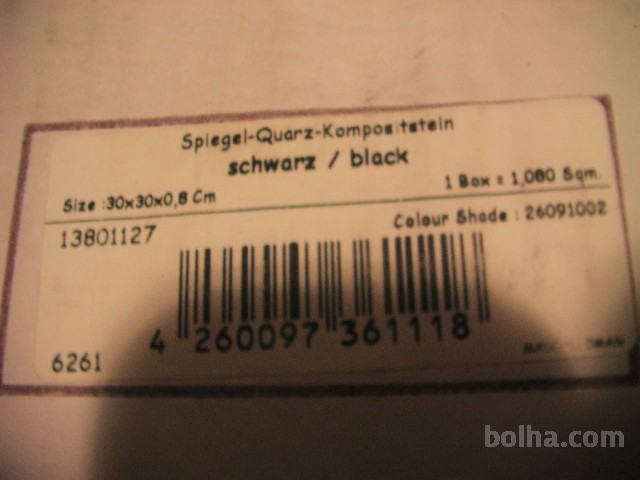 Spiegel-Quarz-Kompositstein
schwarz / black
Size :30x30x0,8 Cm
1 Box = 1,080 Sqm.
13801127
Colour Shade : 26091002
4 260097 361118
6261
bolha.com